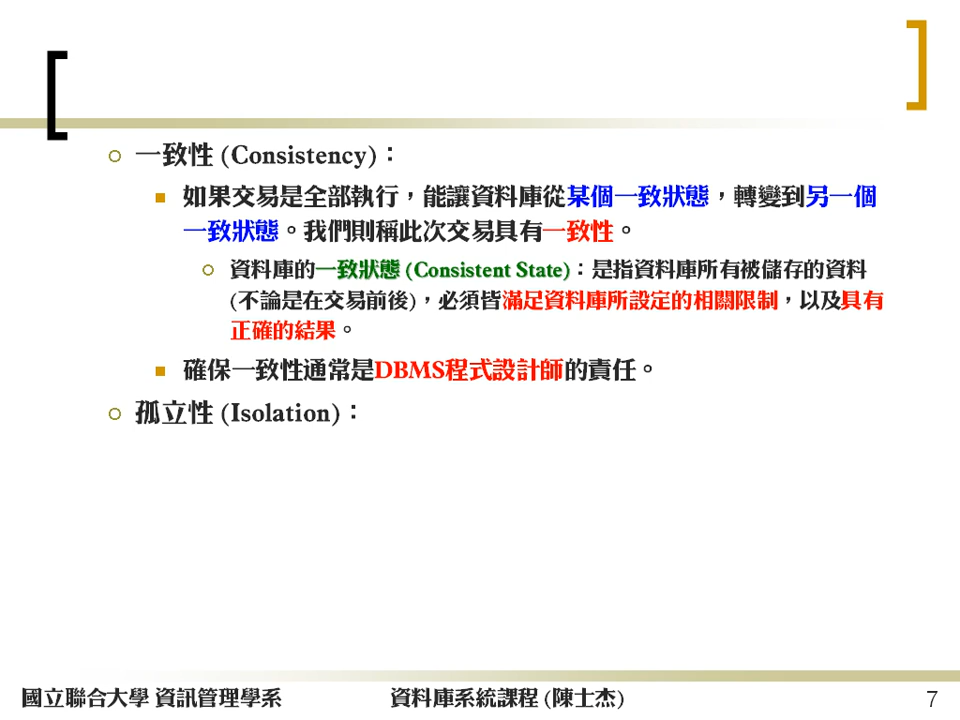 一致性 (Consistency)：
如果交易是全部執行，能讓資料庫從某個一致狀態，轉變到另一個
一致狀態。我們則稱此次交易具有一致性。
資料庫的一致狀態 (Consistent State)：是指資料庫所有被儲存的資料
(不論是在交易前後)，必須皆滿足資料庫所設定的相關限制，以及具有
正確的結果。
確保一致性通常是DBMS程式設計師的責任。
孤立性 (Isolation)：
國立聯合大學 資訊管理學系 資料庫系統課程 (陳士杰) 7